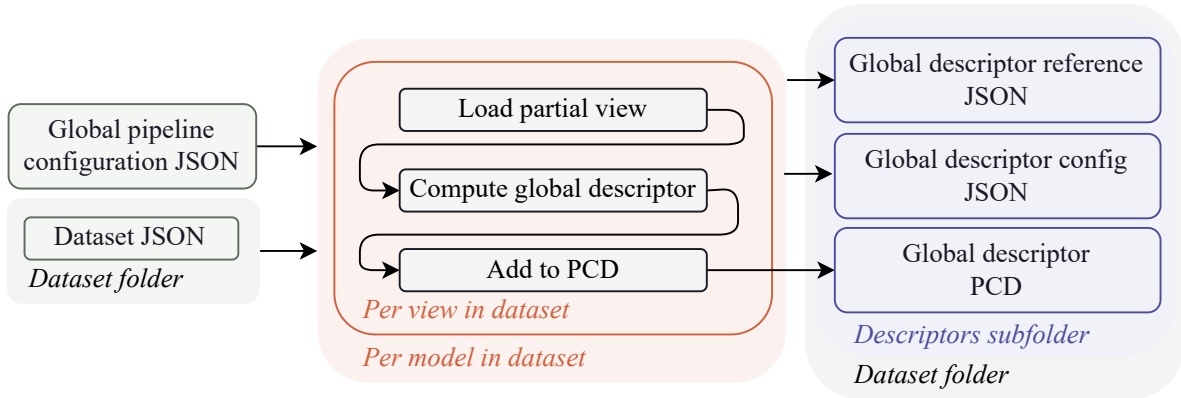 Global pipeline
configuration JSON
Dataset JSON
Dataset folder
Load partial view
Compute global descriptor
Add to PCD
Per view in dataset
Per model in dataset
Global descriptor reference
JSON
Global descriptor config
JSON
Global descriptor
PCD
Descriptors subfolder
Dataset folder